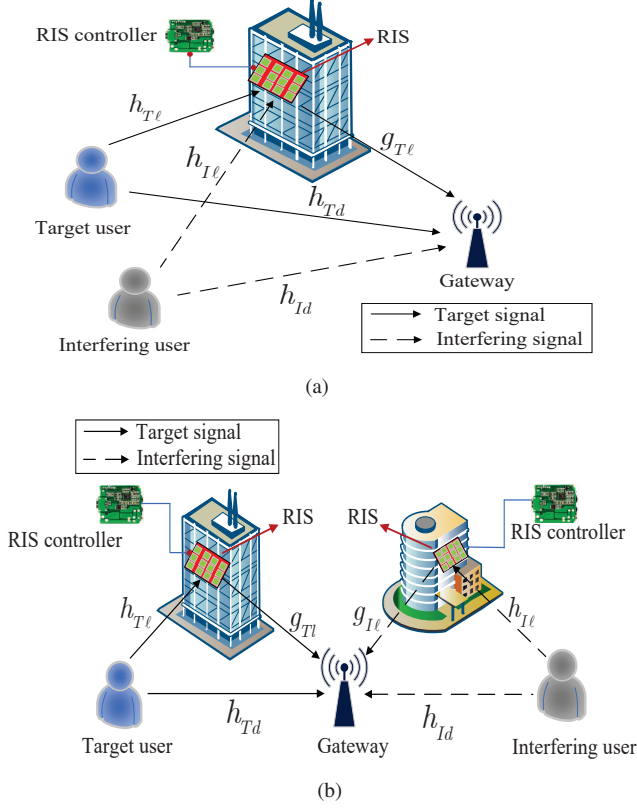 RIS controller
RIS
h_{Tℓ}
h_{Iℓ}
g_{Tℓ}
h_{Td}
Target user
Gateway
h_{Id}
Target signal
Interfering signal
Interfering user
(a)
Target signal
Interfering signal
RIS
RIS
RIS controller
RIS controller
h_{Tℓ}
g_{Tl}
g_{Iℓ}
h_{Iℓ}
h_{Td}
h_{Id}
Target user
Gateway
Interfering user
(b)